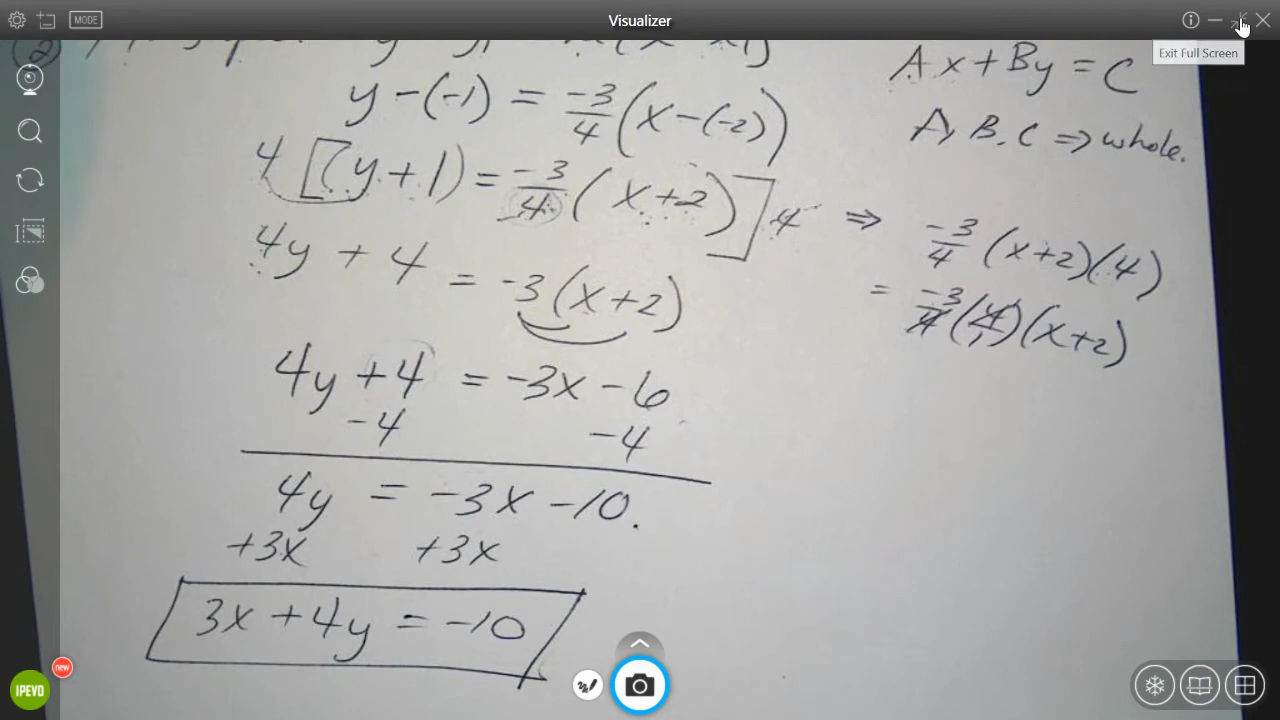 MODE
Visualizer
Exit Full Screen
(2)
Ax + By = C
y - (-1) = -3/4 (x - (-2))
A, B, C ⇒ whole.
4 [(y + 1) = -3/4 (x + 2)] 4 ⇒ -3/4 (x + 2)(4)
4y + 4 = -3(x + 2)
= -3/4 (4/1)(x + 2)
4y + 4 = -3x - 6
-4 -4
4y = -3x - 10.
+3x +3x
3x + 4y = -10
new
IPEVO